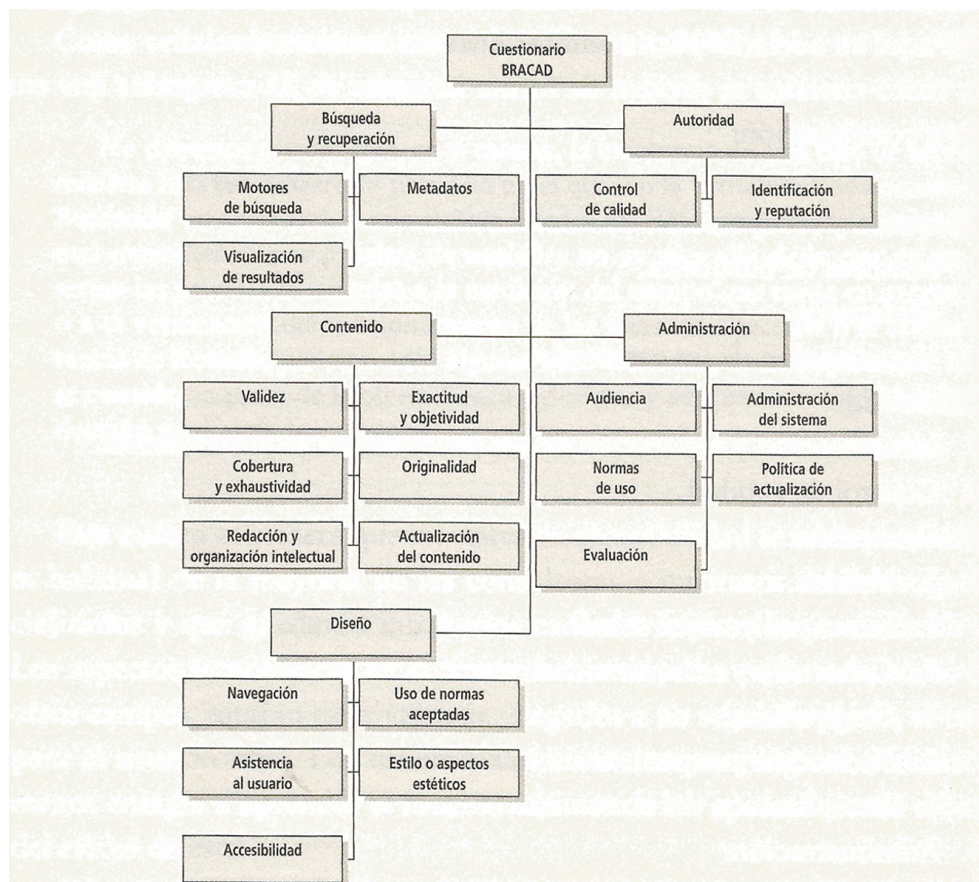 Cuestionario
BRACAD
Búsqueda
y recuperación
Autoridad
Motores
de búsqueda
Metadatos
Control
de calidad
Identificación
y reputación
Visualización
de resultados
Contenido
Administración
Validez
Exactitud
y objetividad
Audiencia
Administración
del sistema
Cobertura
y exhaustividad
Originalidad
Normas
de uso
Política de
actualización
Redacción y
organización intelectual
Actualización
del contenido
Evaluación
Diseño
Navegación
Uso de normas
aceptadas
Asistencia
al usuario
Estilo o aspectos
estéticos
Accesibilidad